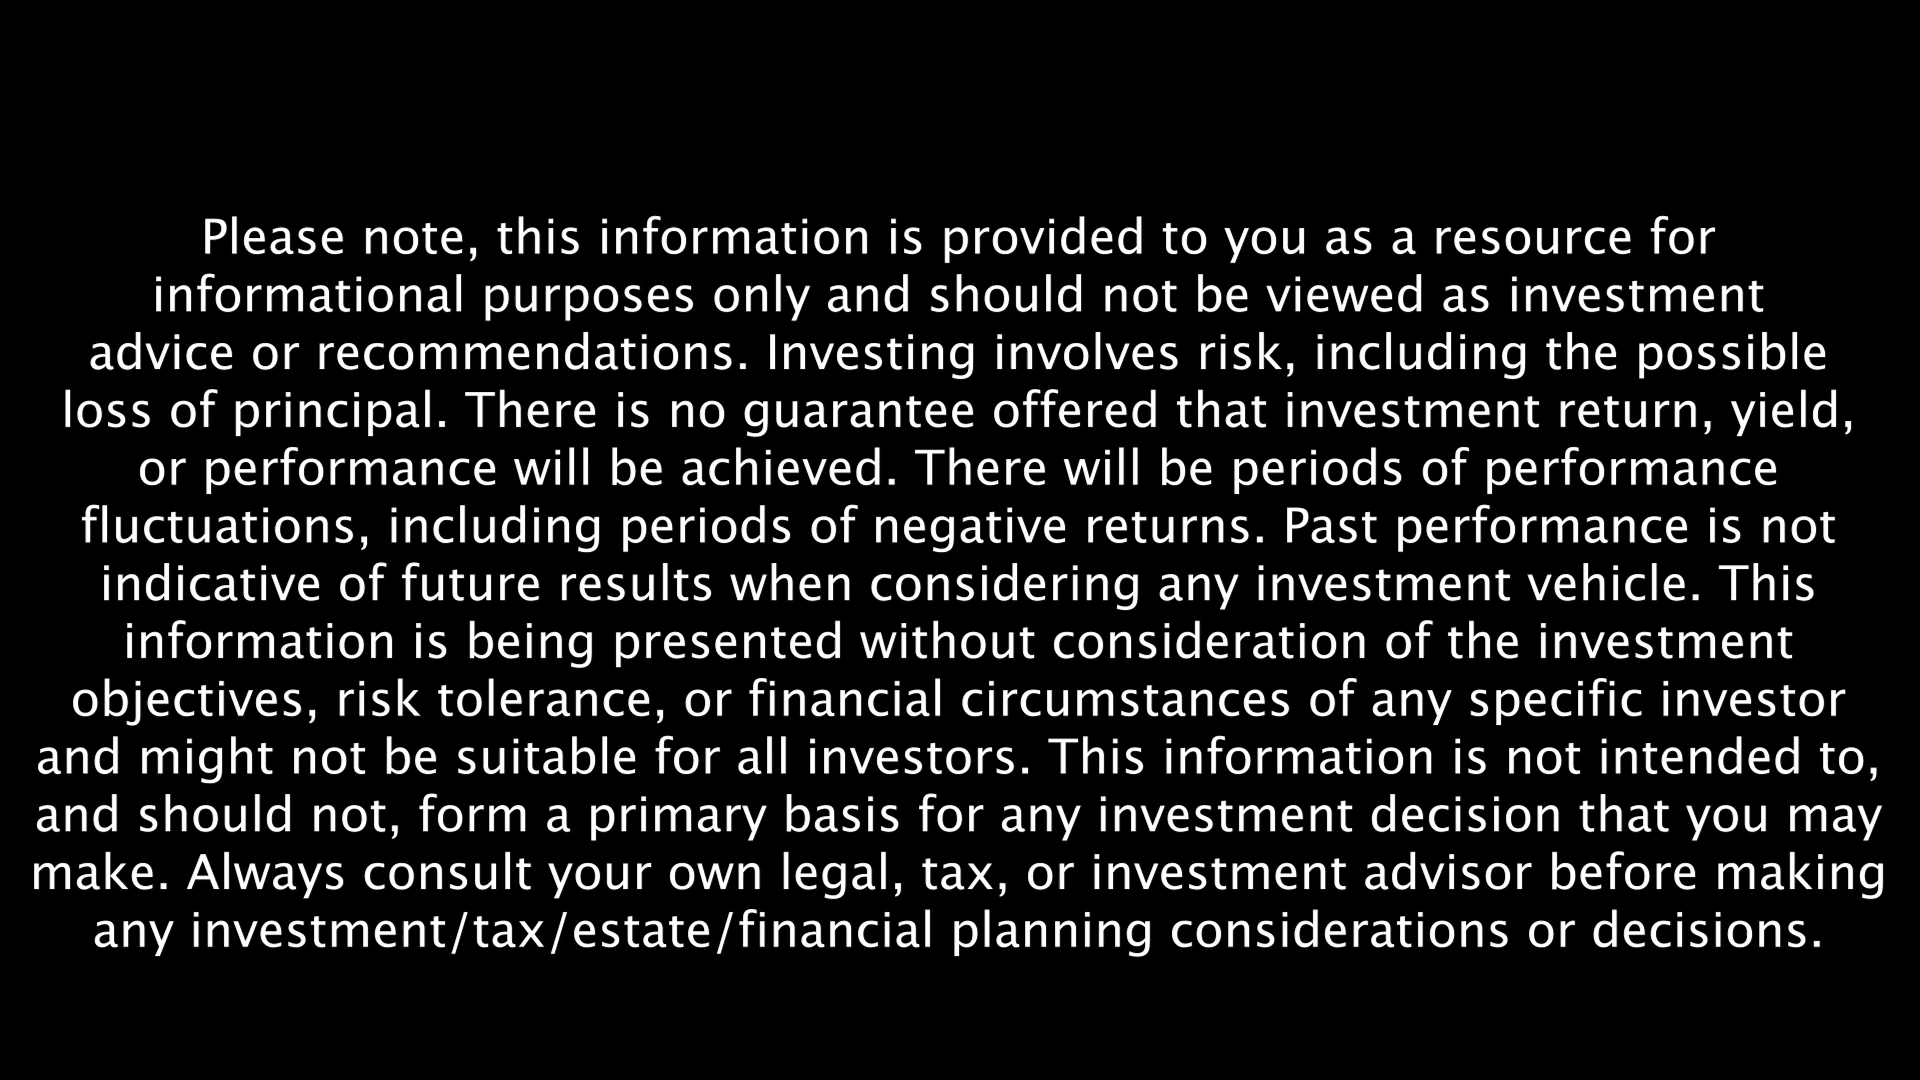 Please note, this information is provided to you as a resource for
informational purposes only and should not be viewed as investment
advice or recommendations. Investing involves risk, including the possible
loss of principal. There is no guarantee offered that investment return, yield,
or performance will be achieved. There will be periods of performance
fluctuations, including periods of negative returns. Past performance is not
indicative of future results when considering any investment vehicle. This
information is being presented without consideration of the investment
objectives, risk tolerance, or financial circumstances of any specific investor
and might not be suitable for all investors. This information is not intended to,
and should not, form a primary basis for any investment decision that you may
make. Always consult your own legal, tax, or investment advisor before making
any investment/tax/estate/financial planning considerations or decisions.